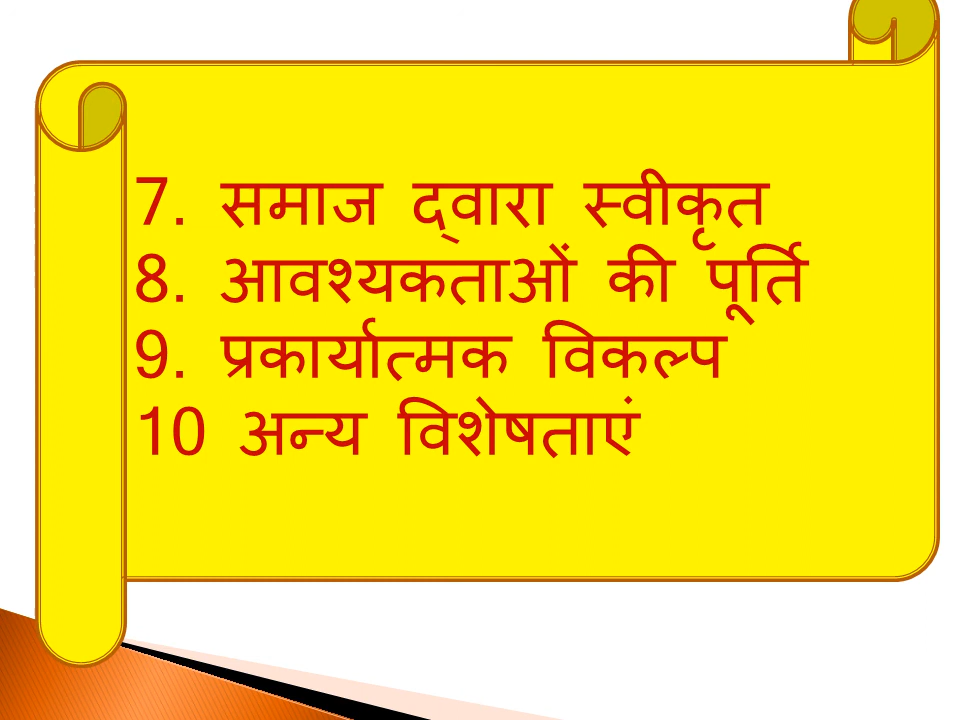 7. समाज द्वारा स्वीकृत
8. आवश्यकताओं की पूर्ति
9. प्रकार्यात्मक विकल्प
10 अन्य विशेषताएं